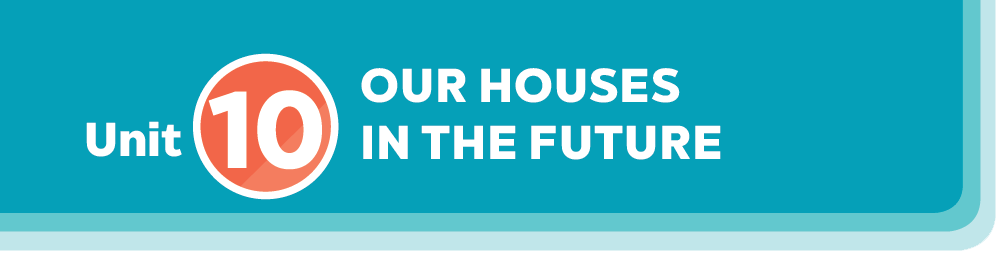 Unit 10
OUR HOUSES
IN THE FUTURE